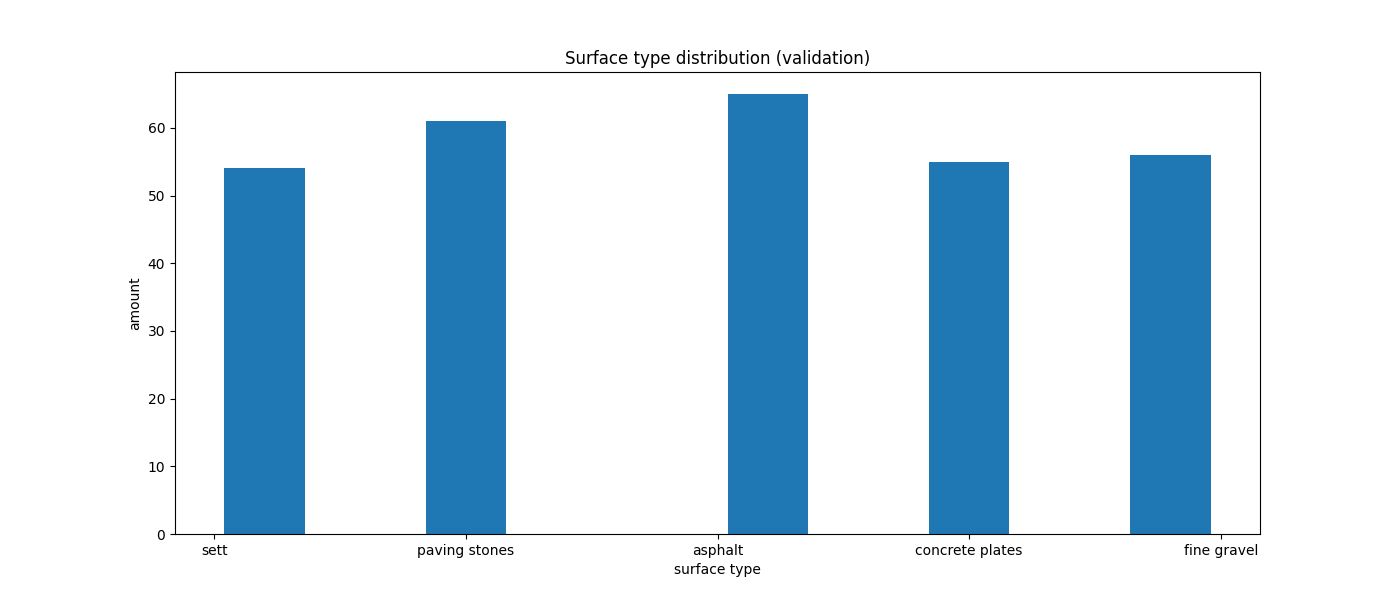 Surface type distribution (validation)
amount
60
50
40
30
20
10
0
sett paving stones asphalt concrete plates fine gravel
surface type